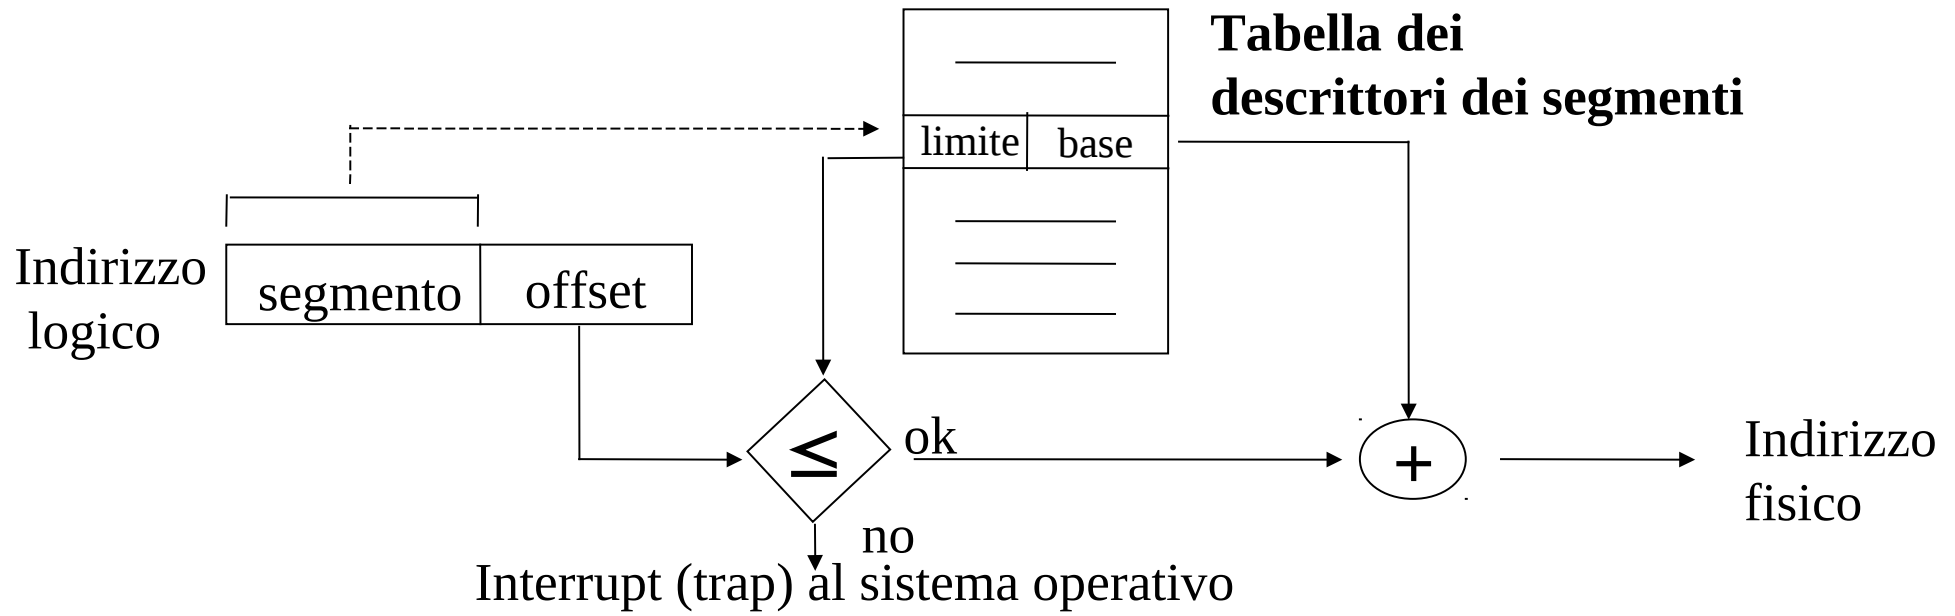 Tabella dei
descrittori dei segmenti
limite base
Indirizzo
logico
segmento offset
≤
ok
+
Indirizzo
fisico
no
Interrupt (trap) al sistema operativo